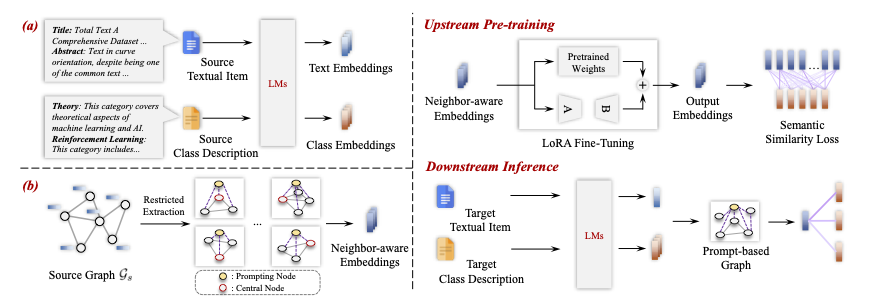 (a)
Title: Total Text A
Comprehensive Dataset ...
Abstract: Text in curve
orientation, despite being one
of the common text ...
Source
Textual Item
Theory: This category covers
theoretical aspects of
machine learning and AI.
Reinforcement Learning:
This category includes...
Source
Class Description
LMs
Text Embeddings
Class Embeddings
(b)
Restricted
Extraction
...
Source Graph 𝒢s
Neighbor-aware
Embeddings
: Prompting Node
: Central Node
Upstream Pre-training
Neighbor-aware
Embeddings
Pretrained
Weights
A
B
+
LoRA Fine-Tuning
Output
Embeddings
...
Semantic
Similarity Loss
Downstream Inference
Target
Textual Item
Target
Class Description
LMs
Prompt-based
Graph